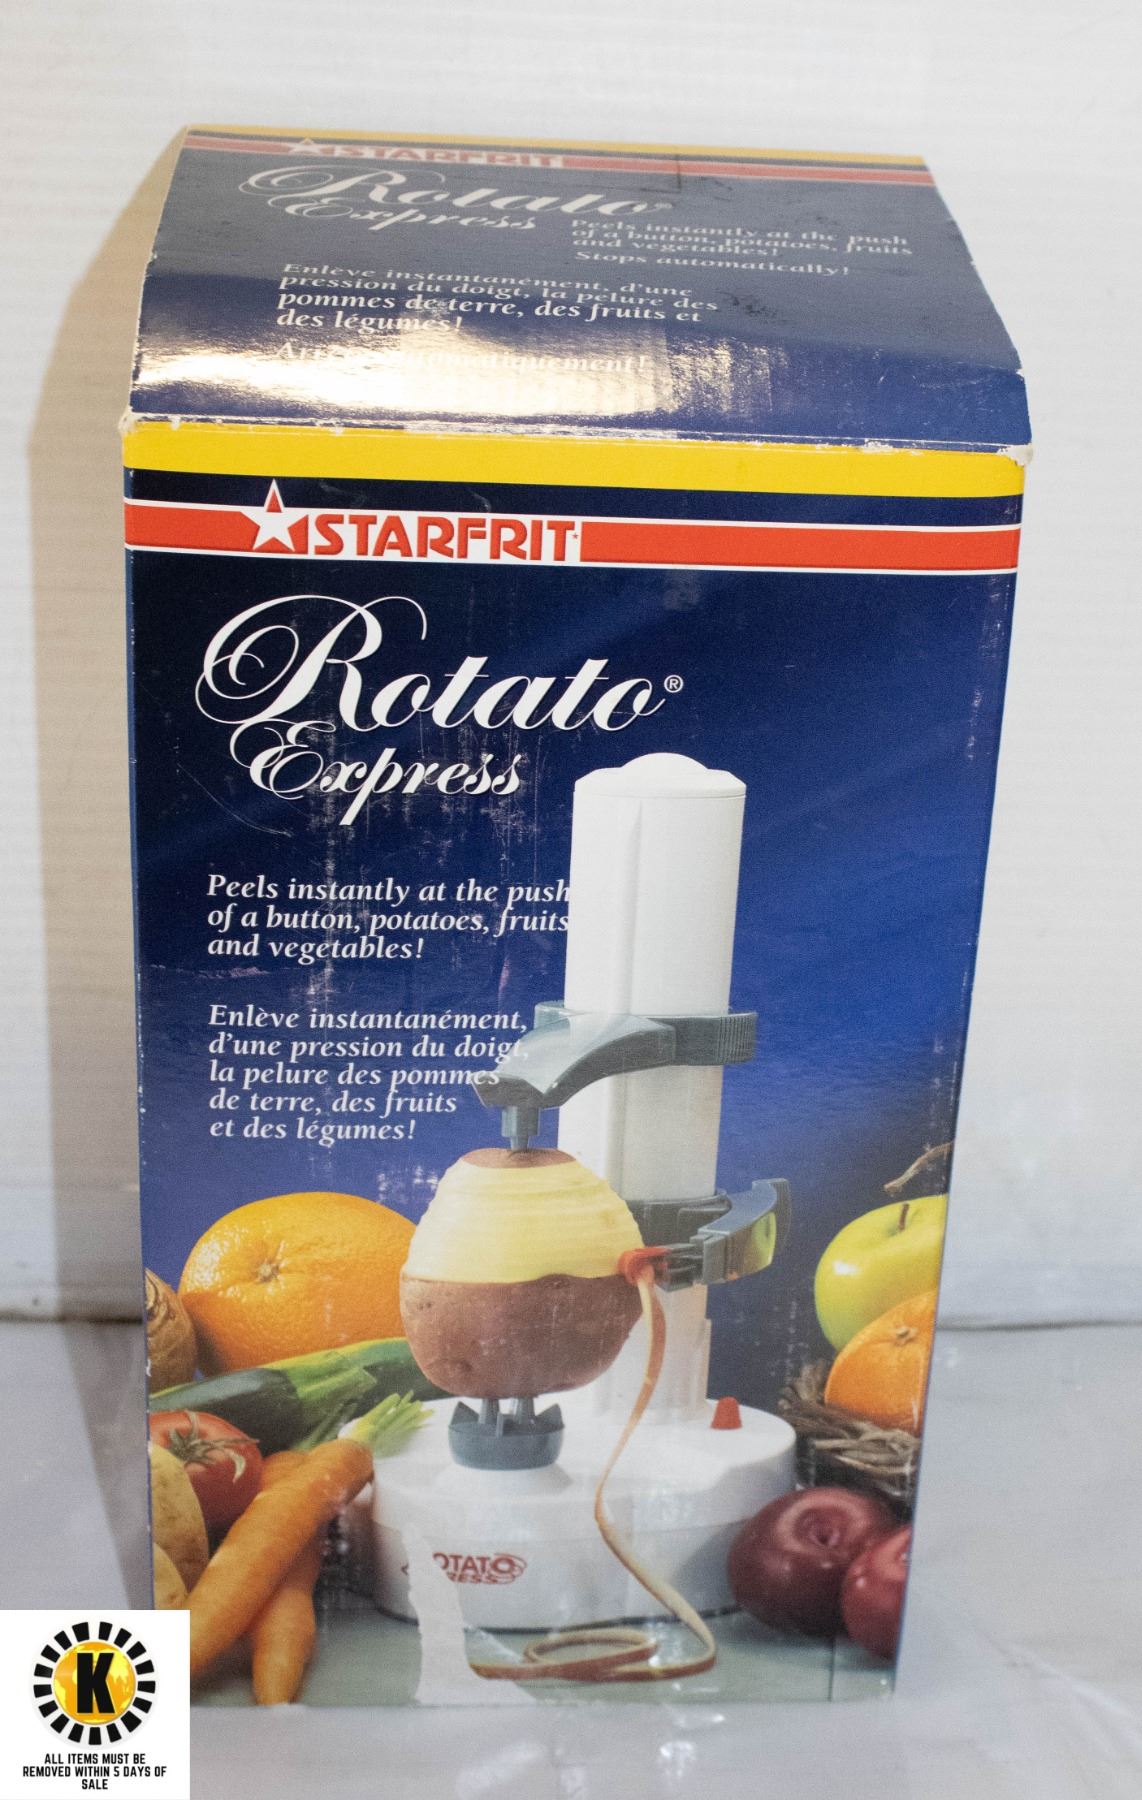 STARFRIT
Rotato
Express
Peels instantly at the push
of a button, potatoes, fruits
and vegetables!
Stops automatically!
Enlève instantanément, d'une
pression du doigt, la pelure des
pommes de terre, des fruits et
des légumes!
automatiquement!
STARFRIT
Rotato®
Express
Peels instantly at the push
of a button, potatoes, fruits
and vegetables!
Enlève instantanément,
d'une pression du doigt,
la pelure des pommes
de terre, des fruits
et des légumes!
OTATO
RESS
K
ALL ITEMS MUST BE
REMOVED WITHIN 5 DAYS OF
SALE